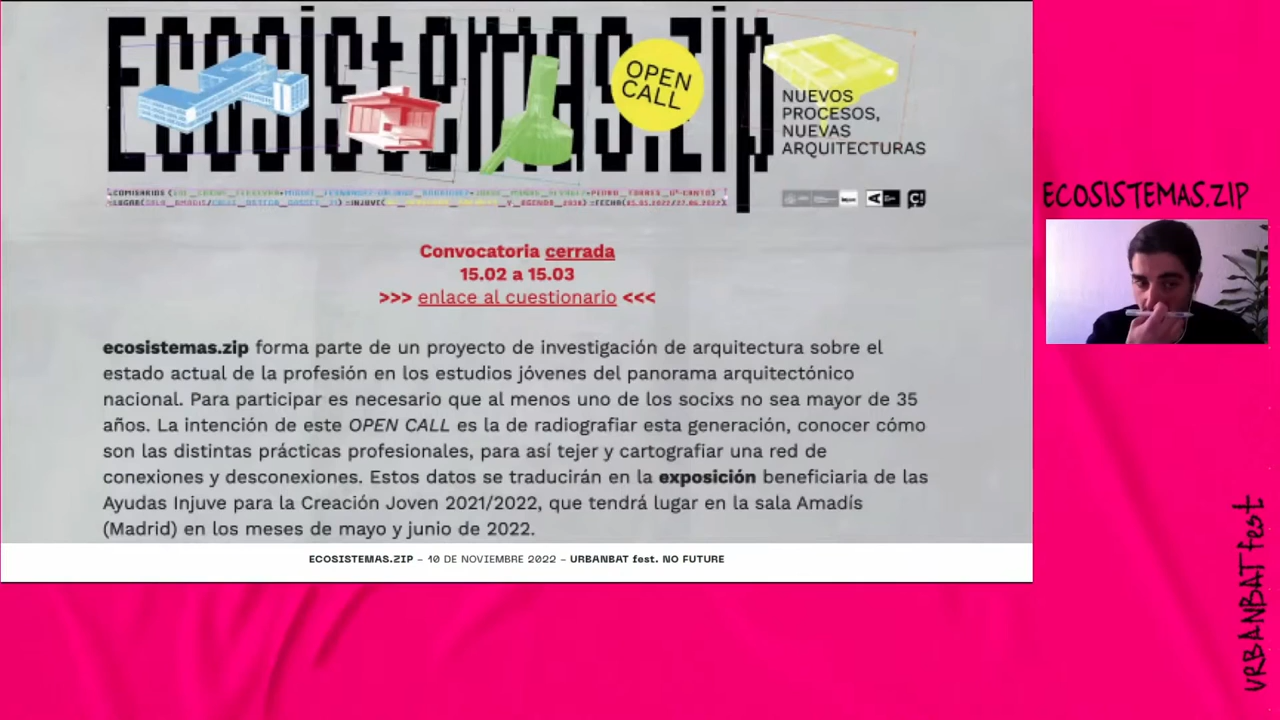 Ecosistemas.zip
OPEN
CALL
NUEVOS
PROCESOS,
NUEVAS
ARQUITECTURAS
Convocatoria cerrada
15.02 a 15.03
>>> enlace al cuestionario <<<
ecosistemas.zip forma parte de un proyecto de investigación de arquitectura sobre el
estado actual de la profesión en los estudios jóvenes del panorama arquitectónico
nacional. Para participar es necesario que al menos uno de los socixs no sea mayor de 35
años. La intención de este OPEN CALL es la de radiografiar esta generación, conocer cómo
son las distintas prácticas profesionales, para así tejer y cartografiar una red de
conexiones y desconexiones. Estos datos se traducirán en la exposición beneficiaria de las
Ayudas Injuve para la Creación Joven 2021/2022, que tendrá lugar en la sala Amadís
(Madrid) en los meses de mayo y junio de 2022.
ECOSISTEMAS.ZIP – 10 DE NOVIEMBRE 2022 – URBANBAT fest. NO FUTURE
ECOSISTEMAS.ZIP
URBANBAT fest